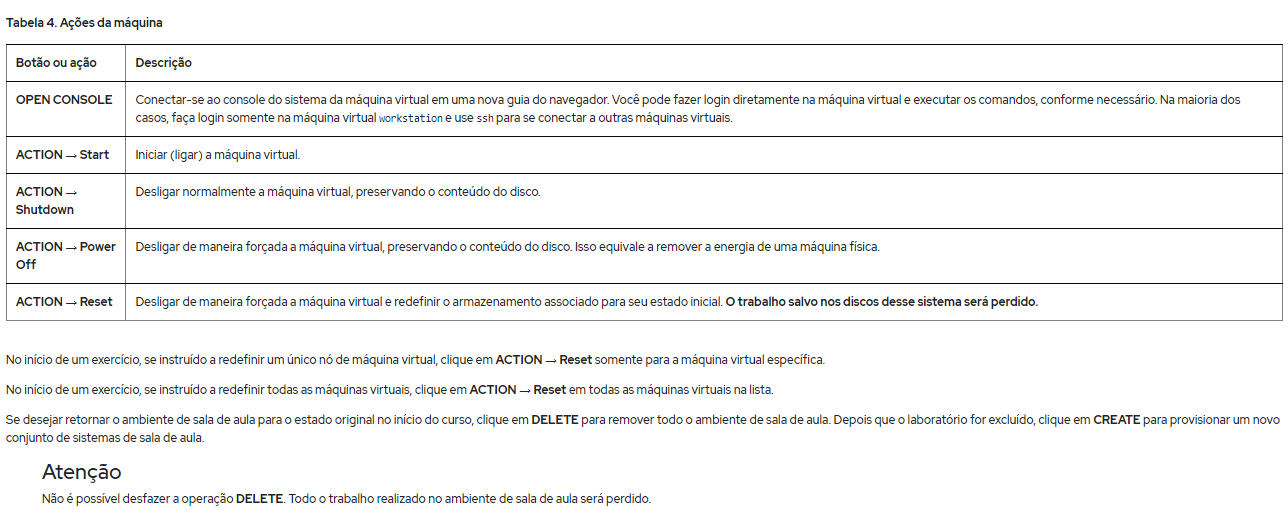 Tabela 4. Ações da máquina
Botão ou ação Descrição
OPEN CONSOLE Conectar-se ao console do sistema da máquina virtual em uma nova guia do navegador. Você pode fazer login diretamente na máquina virtual e executar os comandos, conforme necessário. Na maioria dos
casos, faça login somente na máquina virtual workstation e use ssh para se conectar a outras máquinas virtuais.
ACTION → Start Iniciar (ligar) a máquina virtual.
ACTION → Desligar normalmente a máquina virtual, preservando o conteúdo do disco.
Shutdown
ACTION → Power Desligar de maneira forçada a máquina virtual, preservando o conteúdo do disco. Isso equivale a remover a energia de uma máquina física.
Off
ACTION → Reset Desligar de maneira forçada a máquina virtual e redefinir o armazenamento associado para seu estado inicial. O trabalho salvo nos discos desse sistema será perdido.
No início de um exercício, se instruído a redefinir um único nó de máquina virtual, clique em ACTION → Reset somente para a máquina virtual específica.
No início de um exercício, se instruído a redefinir todas as máquinas virtuais, clique em ACTION → Reset em todas as máquinas virtuais na lista.
Se desejar retornar o ambiente de sala de aula para o estado original no início do curso, clique em DELETE para remover todo o ambiente de sala de aula. Depois que o laboratório for excluído, clique em CREATE para provisionar um novo
conjunto de sistemas de sala de aula.
Atenção
Não é possível desfazer a operação DELETE. Todo o trabalho realizado no ambiente de sala de aula será perdido.